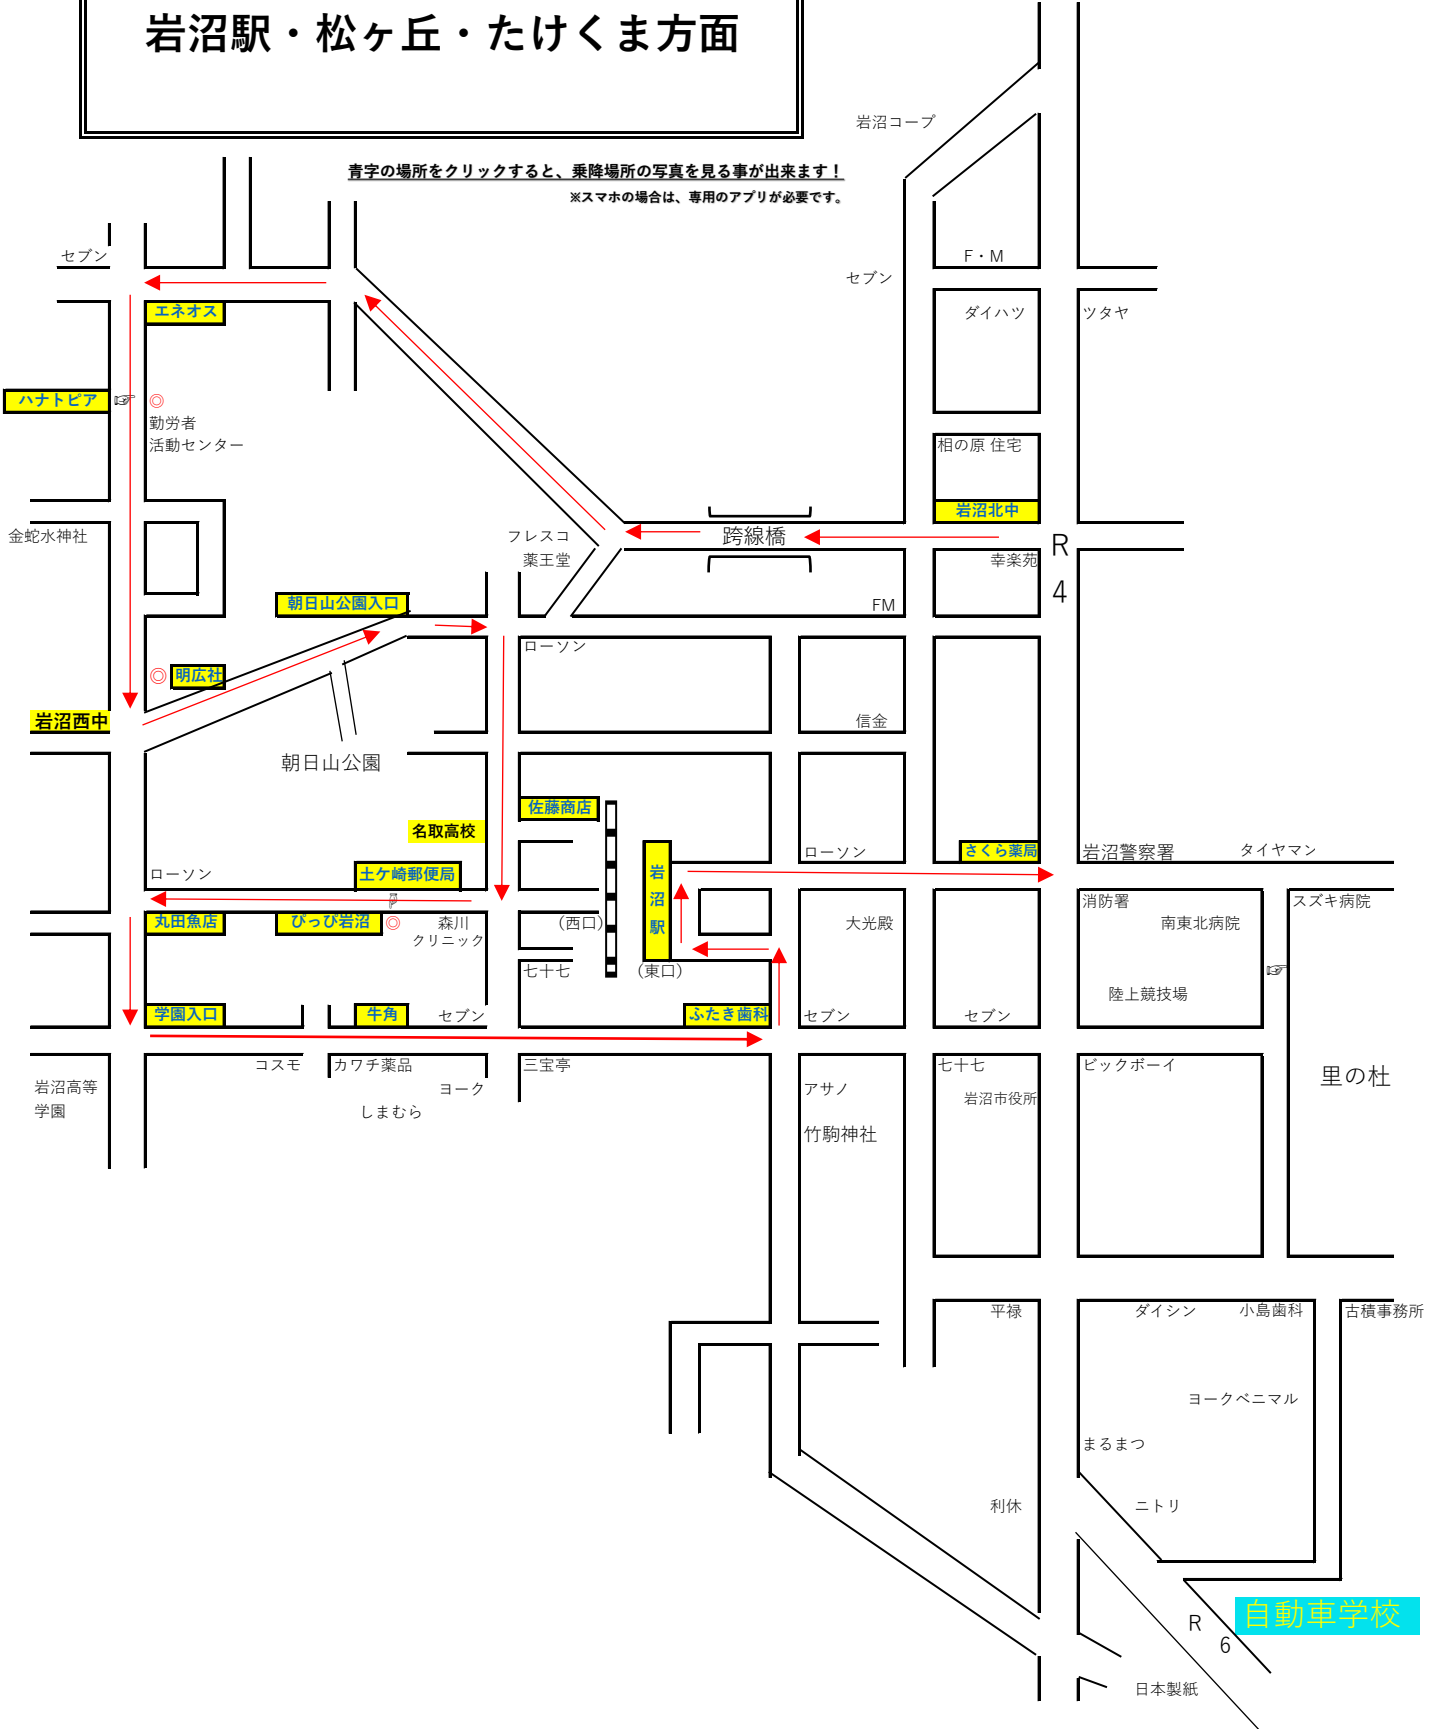 岩沼駅・松ヶ丘・たけくま方面
岩沼コープ
青字の場所をクリックすると、乗降場所の写真を見る事が出来ます！
※スマホの場合は、専用のアプリが必要です。
セブン
F・M
セブン
エネオス
ダイハツ
ツタヤ
ハナトピア
☞
◎
勤労者
活動センター
相の原 住宅
岩沼北中
金蛇水神社
フレスコ
薬王堂
跨線橋
R
4
幸楽苑
朝日山公園入口
FM
ローソン
◎
明広社
岩沼西中
信金
朝日山公園
佐藤商店
名取高校
ローソン
さくら薬局
岩沼警察署
タイヤマン
ローソン
土ケ崎郵便局
岩沼駅
消防署
スズキ病院
丸田魚店
ぴっぴ岩沼
◎
森川
クリニック
（西口）
大光殿
南東北病院
七十七
（東口）
☞
陸上競技場
学園入口
牛角
セブン
ふたき歯科
セブン
セブン
コスモ
カワチ薬品
三宝亭
七十七
ビックボーイ
里の杜
岩沼高等
学園
ヨーク
アサノ
岩沼市役所
しまむら
竹駒神社
平禄
ダイシン
小島歯科
古積事務所
ヨークベニマル
まるまつ
利休
ニトリ
自動車学校
R
6
日本製紙